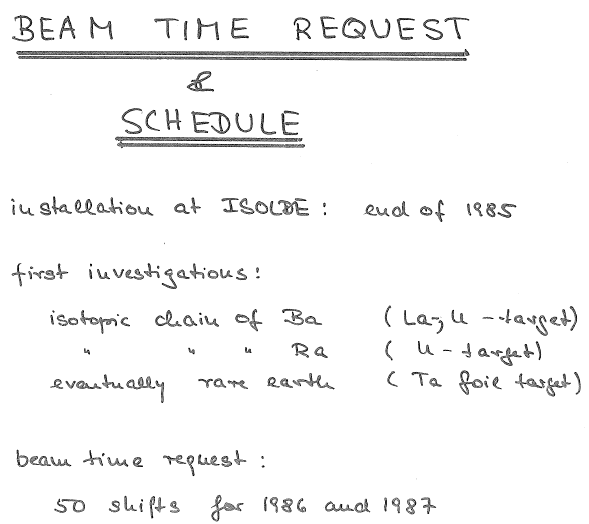 BEAM TIME REQUEST
&
SCHEDULE
installation at ISOLDE : end of 1985
first investigations :
isotopic chain of Ba ( La-, U - target)
" " " Ra ( U - target)
eventually rare earth ( Ta foil target)
beam time request :
50 shifts for 1986 and 1987